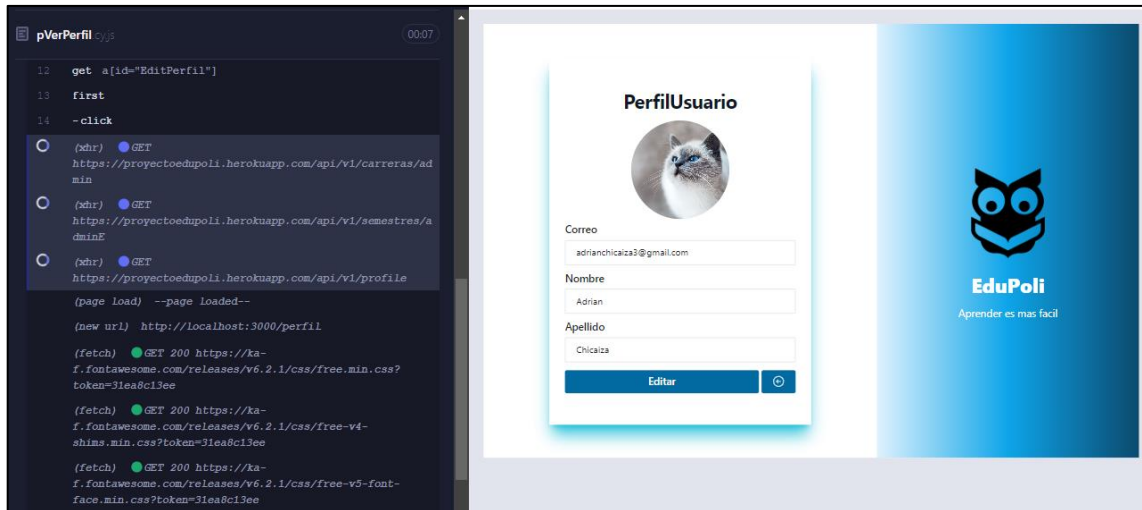 pVerPerfil.cy.js 00:07
12 get a[id="EditPerfil"]
13 first
14 -click
(xhr) GET
https://proyectoedupoli.herokuapp.com/api/v1/carreras/ad
min
(xhr) GET
https://proyectoedupoli.herokuapp.com/api/v1/semestres/a
dminE
(xhr) GET
https://proyectoedupoli.herokuapp.com/api/v1/profile
(page load) --page loaded--
(new url) http://localhost:3000/perfil
(fetch) GET 200 https://ka-
f.fontawesome.com/releases/v6.2.1/css/free.min.css?
token=31ea8c13ee
(fetch) GET 200 https://ka-
f.fontawesome.com/releases/v6.2.1/css/free-v4-
shims.min.css?token=31ea8c13ee
(fetch) GET 200 https://ka-
f.fontawesome.com/releases/v6.2.1/css/free-v5-font-
face.min.css?token=31ea8c13ee
PerfilUsuario
Correo
adrianchicaiza3@gmail.com
Nombre
Adrian
Apellido
Chicaiza
Editar
EduPoli
Aprender es mas facil